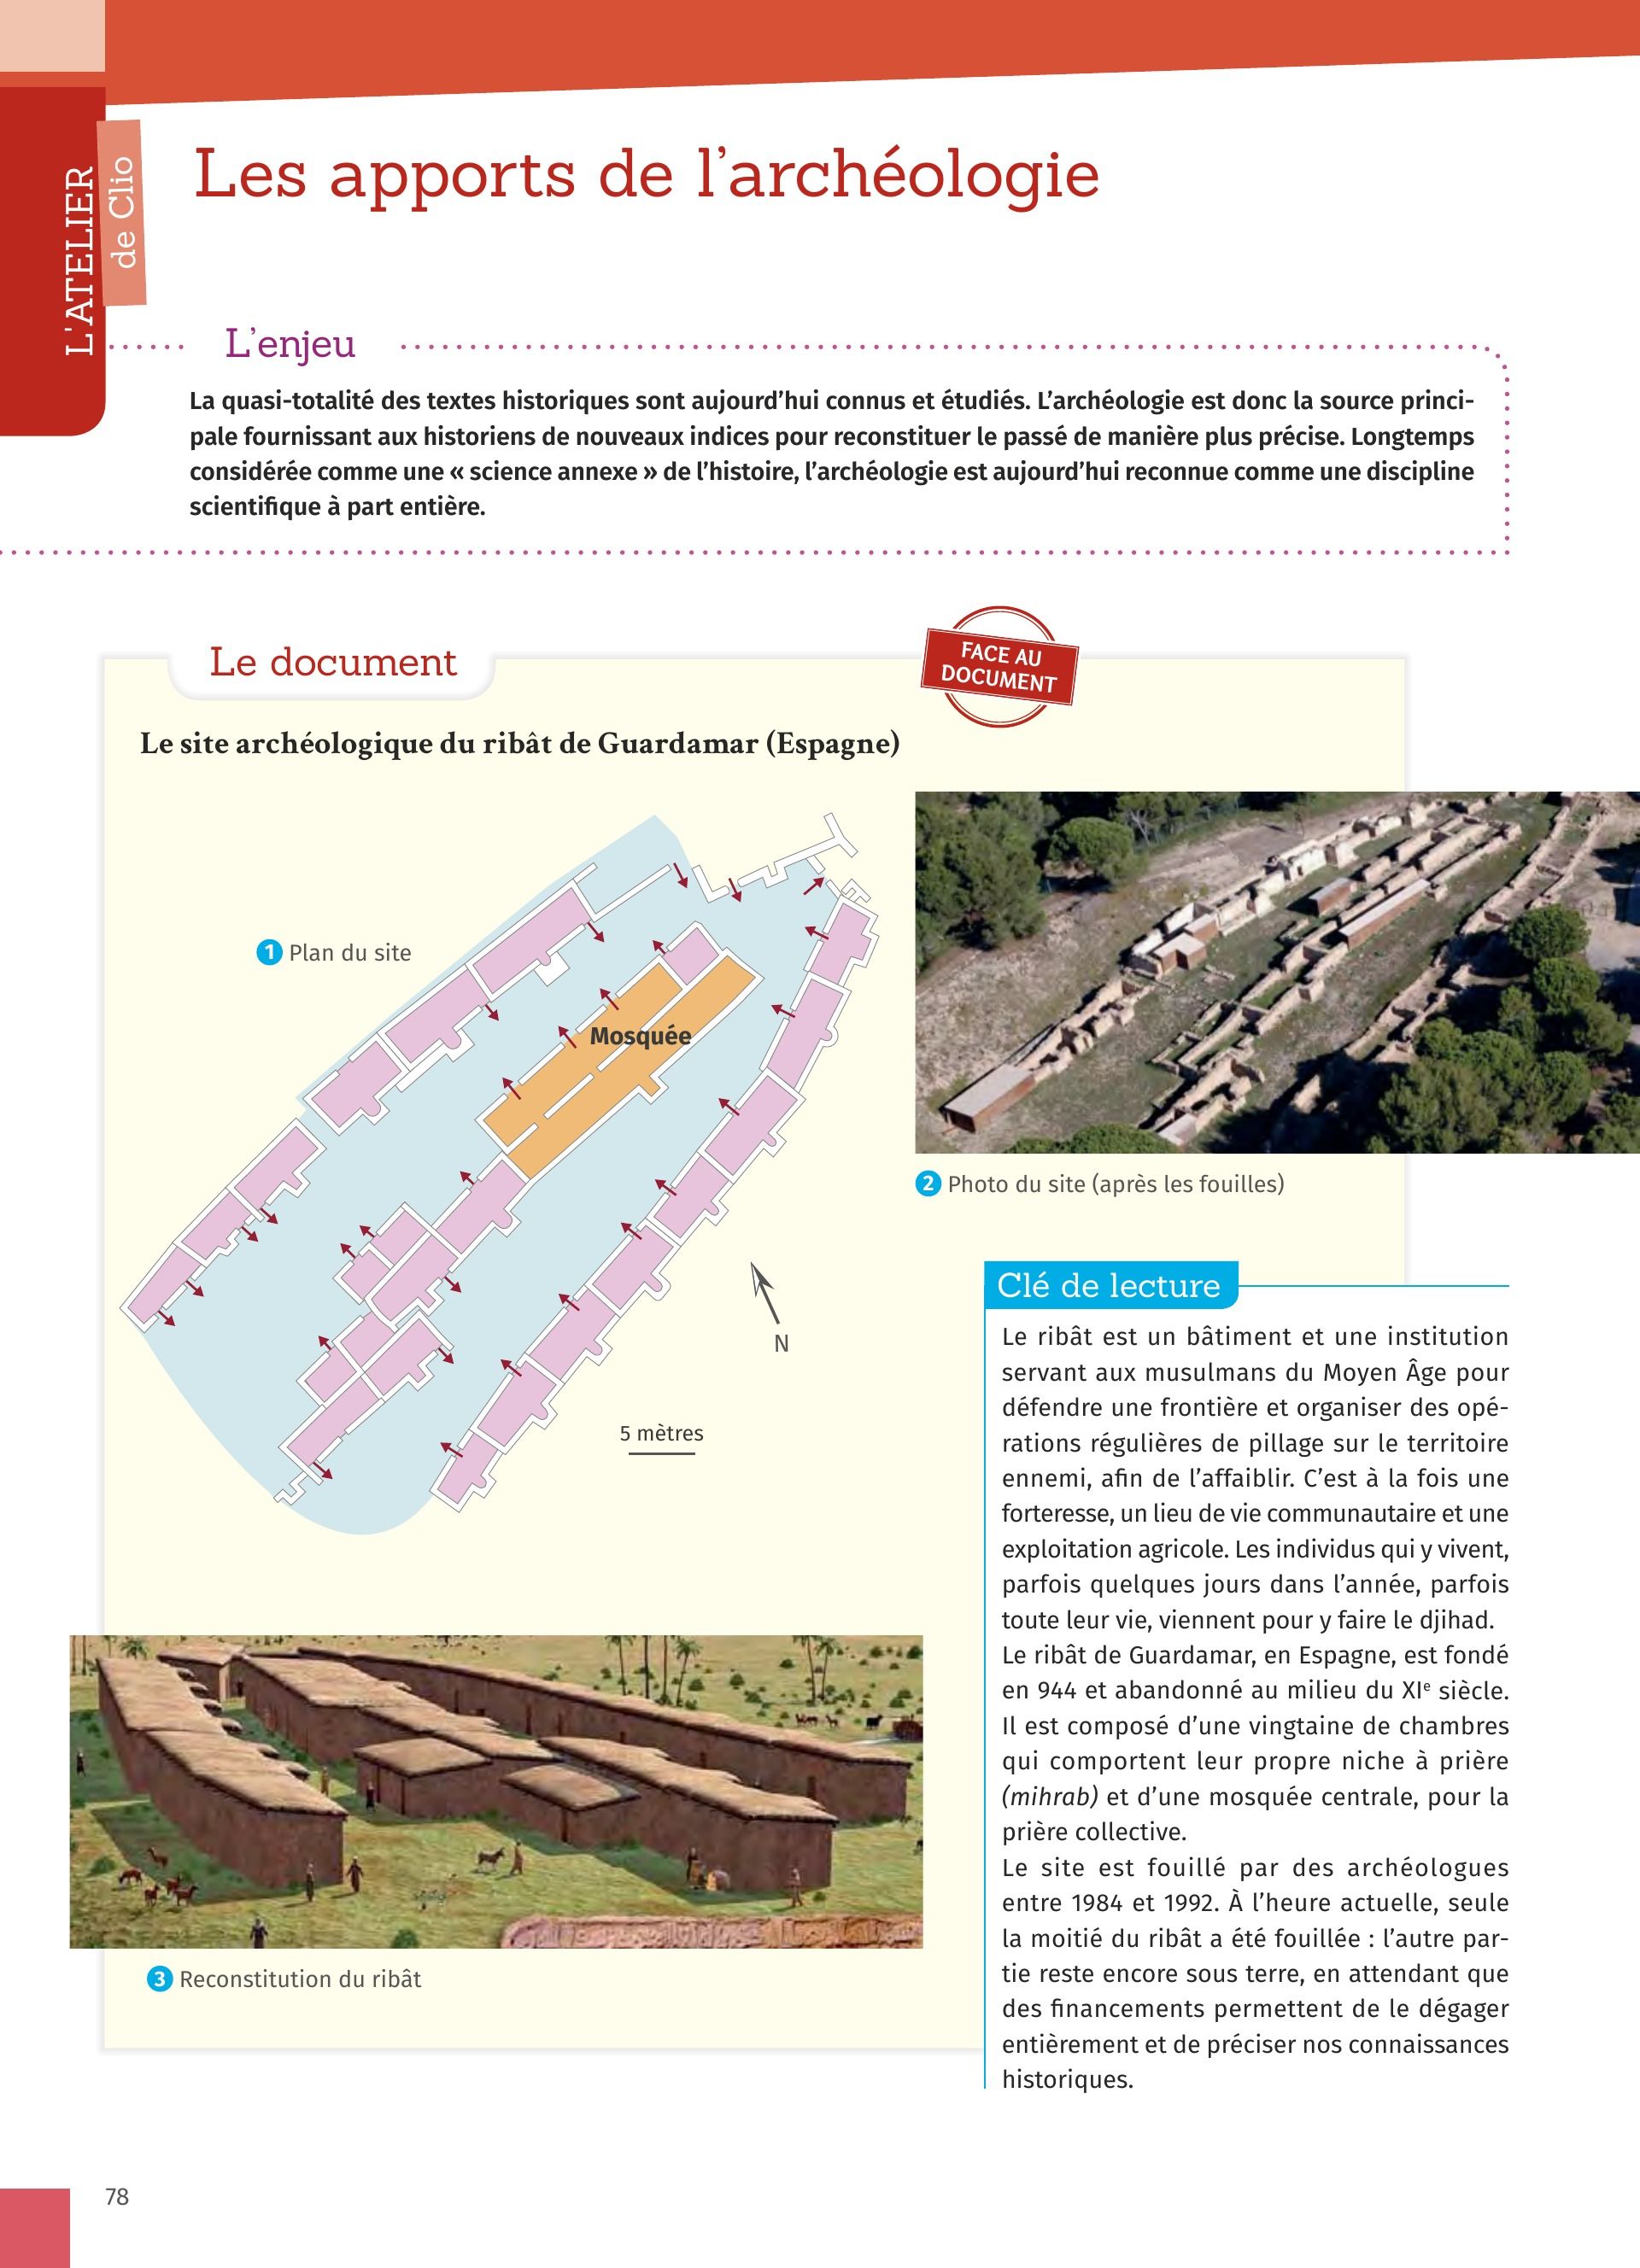 L'ATELIER
de Clio
Les apports de l'archéologie
L'enjeu
La quasi-totalité des textes historiques sont aujourd'hui connus et étudiés. L'archéologie est donc la source princi-
pale fournissant aux historiens de nouveaux indices pour reconstituer le passé de manière plus précise. Longtemps
considérée comme une « science annexe » de l'histoire, l'archéologie est aujourd'hui reconnue comme une discipline
scientifique à part entière.
Le document
FACE AU
DOCUMENT
Le site archéologique du ribât de Guardamar (Espagne)
1 Plan du site
Mosquée
N
5 mètres
2 Photo du site (après les fouilles)
3 Reconstitution du ribât
Clé de lecture
Le ribât est un bâtiment et une institution
servant aux musulmans du Moyen Âge pour
défendre une frontière et organiser des opé-
rations régulières de pillage sur le territoire
ennemi, afin de l'affaiblir. C'est à la fois une
forteresse, un lieu de vie communautaire et une
exploitation agricole. Les individus qui y vivent,
parfois quelques jours dans l'année, parfois
toute leur vie, viennent pour y faire le djihad.
Le ribât de Guardamar, en Espagne, est fondé
en 944 et abandonné au milieu du XIe siècle.
Il est composé d'une vingtaine de chambres
qui comportent leur propre niche à prière
(mihrab) et d'une mosquée centrale, pour la
prière collective.
Le site est fouillé par des archéologues
entre 1984 et 1992. À l'heure actuelle, seule
la moitié du ribât a été fouillée : l'autre par-
tie reste encore sous terre, en attendant que
des financements permettent de le dégager
entièrement et de préciser nos connaissances
historiques.
78